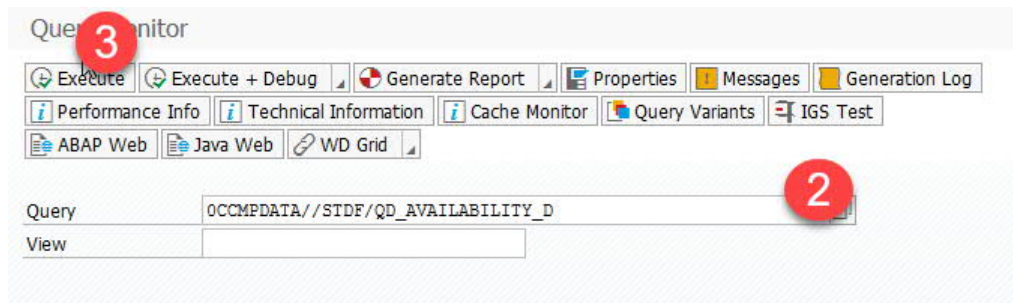 Query Monitor
3
Execute Execute + Debug Generate Report Properties Messages Generation Log
Performance Info Technical Information Cache Monitor Query Variants IGS Test
ABAP Web Java Web WD Grid
2
Query 0CCMPDATA//STDF/QD_AVAILABILITY_D
View